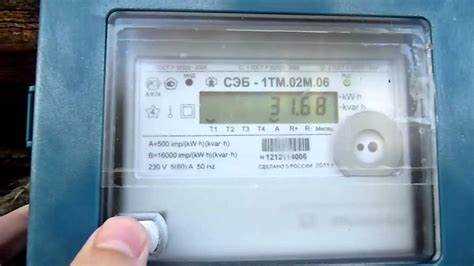 СЭБ - 1ТМ.02М.06
31.68
kW·h
kvar·h
T1 T2 T3 T4 A R+ R-
A=500 imp/(kW·h)(kvar·h)
B=16000 imp/(kW·h)(kvar·h)
230 V 5(80)A 50 Hz
СДЕЛАНО В РОССИИ